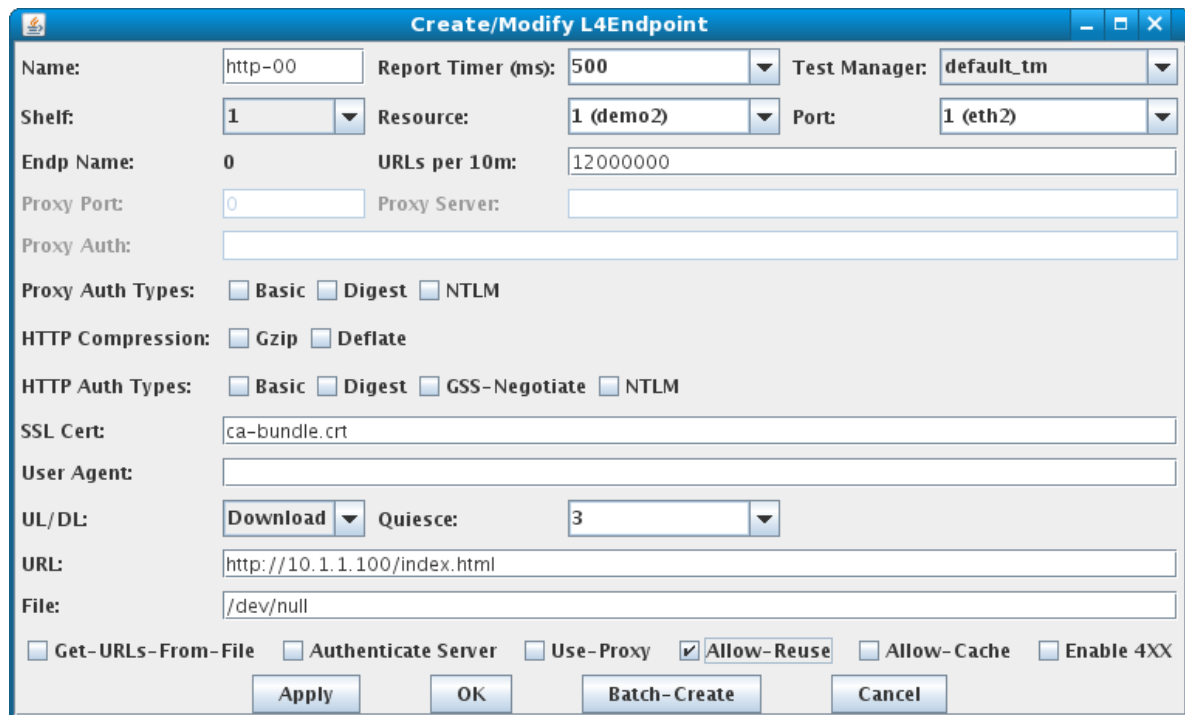 Create/Modify L4Endpoint
Name: http-00 Report Timer (ms): 500 Test Manager: default_tm
Shelf: 1 Resource: 1 (demo2) Port: 1 (eth2)
Endp Name: 0 URLs per 10m: 12000000
Proxy Port: 0 Proxy Server:
Proxy Auth:
Proxy Auth Types: Basic Digest NTLM
HTTP Compression: Gzip Deflate
HTTP Auth Types: Basic Digest GSS-Negotiate NTLM
SSL Cert: ca-bundle.crt
User Agent:
UL/DL: Download Quiesce: 3
URL: http://10.1.1.100/index.html
File: /dev/null
Get-URLs-From-File Authenticate Server Use-Proxy Allow-Reuse Allow-Cache Enable 4XX
Apply OK Batch-Create Cancel